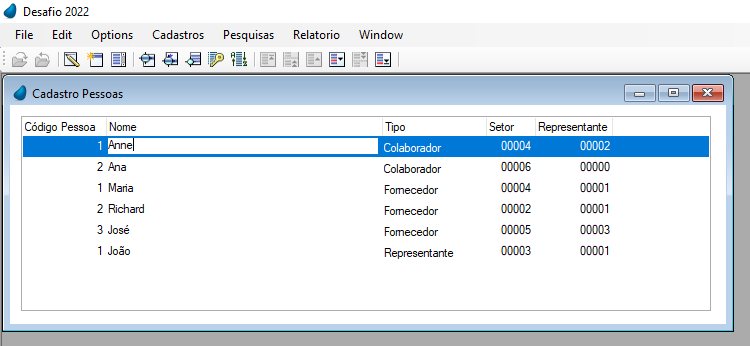 Desafio 2022
File Edit Options Cadastros Pesquisas Relatorio Window
Cadastro Pessoas
Código Pessoa Nome Tipo Setor Representante
1 Anne Colaborador 00004 00002
2 Ana Colaborador 00006 00000
1 Maria Fornecedor 00004 00001
2 Richard Fornecedor 00002 00001
3 José Fornecedor 00005 00003
1 João Representante 00003 00001